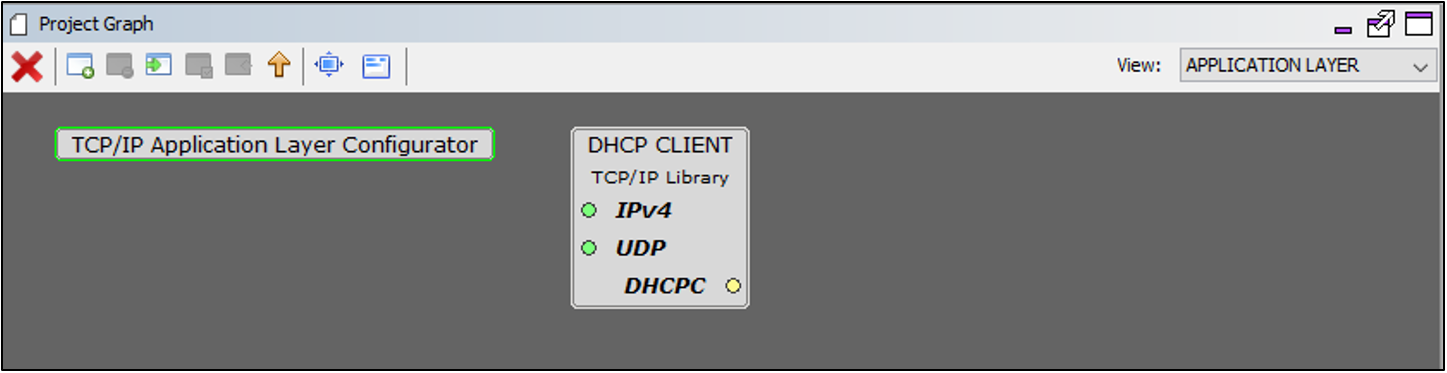 Project Graph
View: APPLICATION LAYER
TCP/IP Application Layer Configurator
DHCP CLIENT
TCP/IP Library
IPv4
UDP
DHCPC